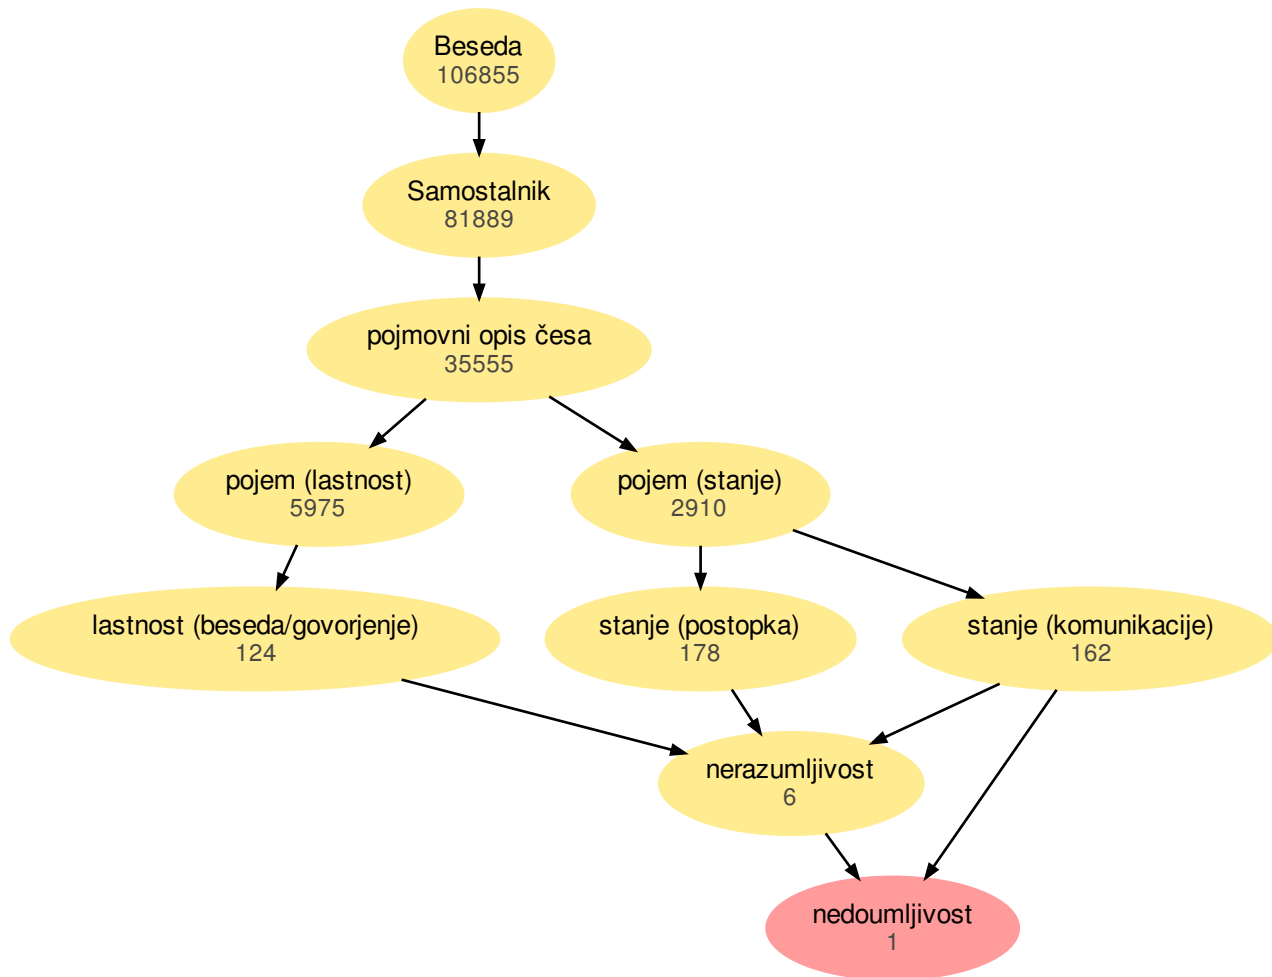 Beseda
106855
Samostalnik
81889
pojmovni opis česa
35555
pojem (lastnost)
5975
pojem (stanje)
2910
lastnost (beseda/govorjenje)
124
stanje (postopka)
178
stanje (komunikacije)
162
nerazumljivost
6
nedoumljivost
1